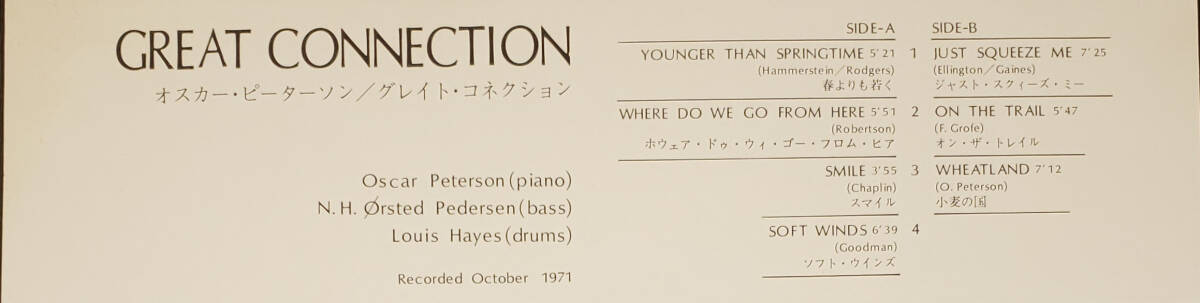 GREAT CONNECTION
オスカー・ピーターソン／グレイト・コネクション
Oscar Peterson(piano)
N.H. Ørsted Pedersen(bass)
Louis Hayes(drums)
Recorded October 1971
SIDE-A
YOUNGER THAN SPRINGTIME 5′21 1
(Hammerstein／Rodgers)
春よりも若く
WHERE DO WE GO FROM HERE 5′51 2
(Robertson)
ホウェア・ドゥ・ウィ・ゴー・フロム・ヒア
SMILE 3′55 3
(Chaplin)
スマイル
SOFT WINDS 6′39 4
(Goodman)
ソフト・ウインズ
SIDE-B
JUST SQUEEZE ME 7′25
(Ellington／Gaines)
ジャスト・スクィーズ・ミー
ON THE TRAIL 5′47
(F. Grofe)
オン・ザ・トレイル
WHEATLAND 7′12
(O. Peterson)
小麦の国